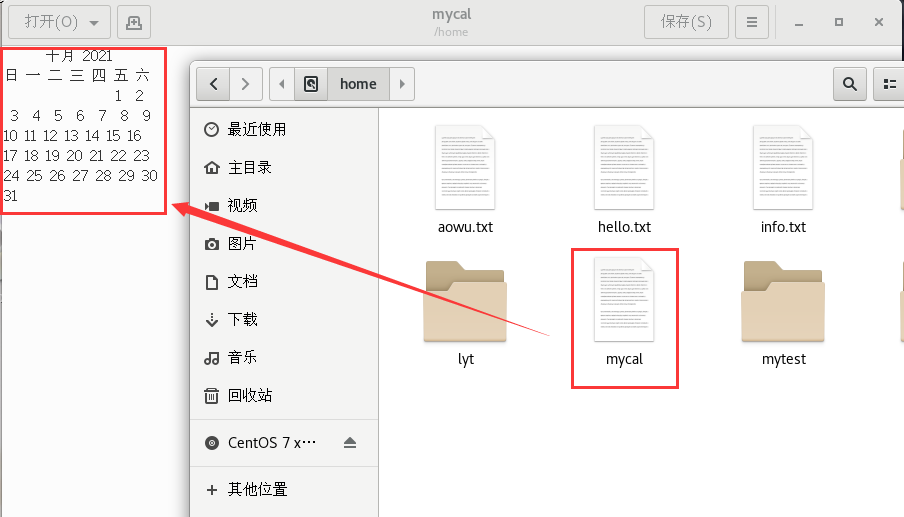 打开(O)
mycal
/home
保存(S)
十月 2021
日 一 二 三 四 五 六
1 2
3 4 5 6 7 8 9
10 11 12 13 14 15 16
17 18 19 20 21 22 23
24 25 26 27 28 29 30
31
home
最近使用
主目录
视频
图片
文档
下载
音乐
回收站
CentOS 7 x···
其他位置
aowu.txt
hello.txt
info.txt
lyt
mycal
mytest